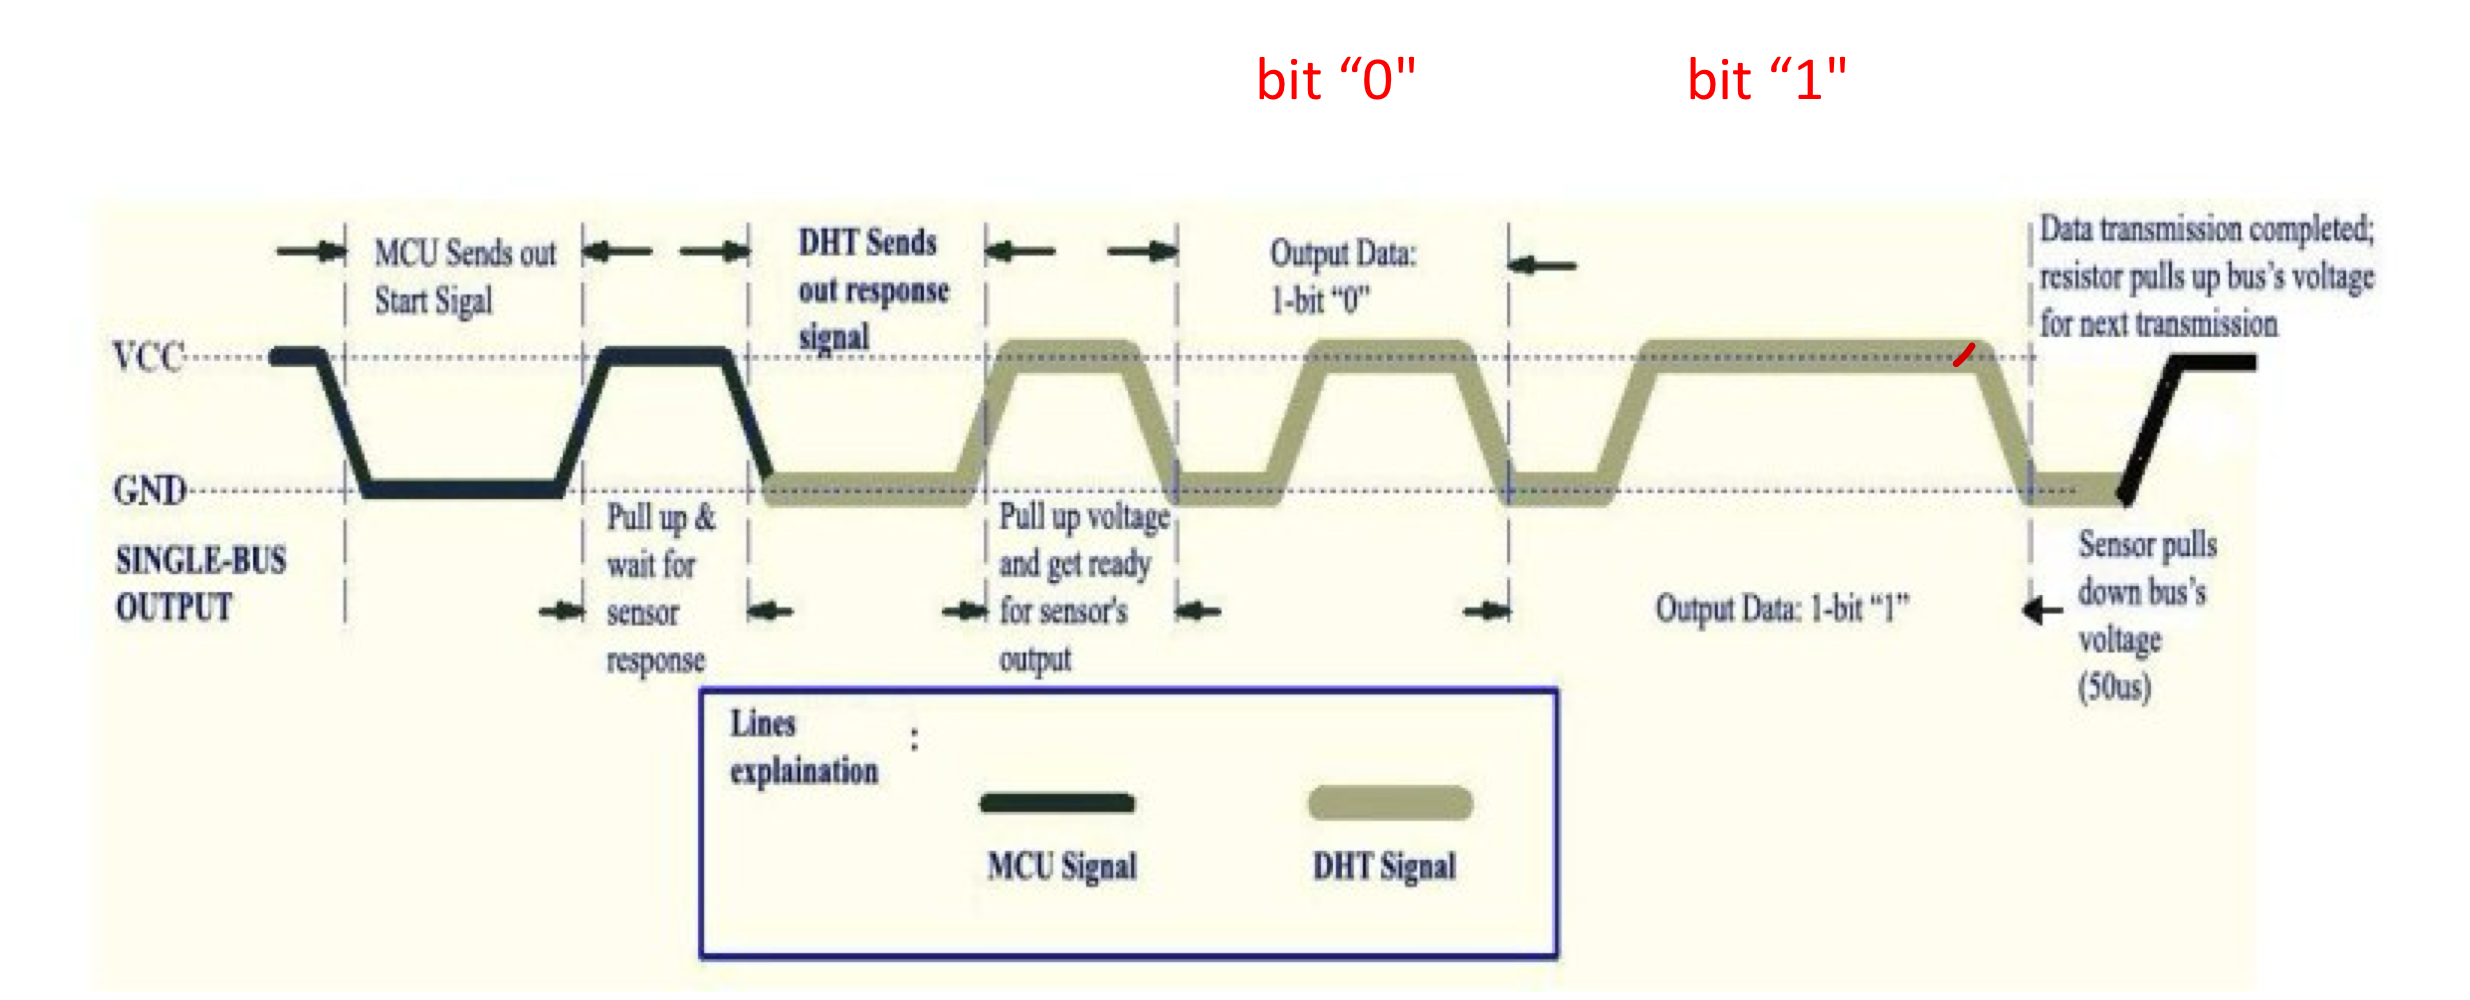 bit “0"
bit “1"
MCU Sends out
Start Sigal
DHT Sends
out response
signal
Output Data:
1-bit “0”
Data transmission completed;
resistor pulls up bus’s voltage
for next transmission
VCC
GND
SINGLE-BUS
OUTPUT
Pull up &
wait for
sensor
response
Pull up voltage
and get ready
for sensor's
output
Output Data: 1-bit “1”
Sensor pulls
down bus’s
voltage
(50us)
Lines
explaination :
MCU Signal
DHT Signal